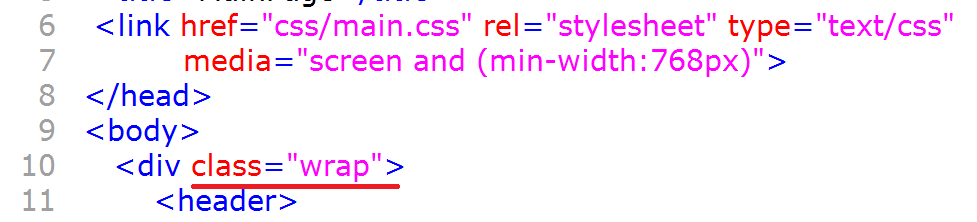 6 <link href="css/main.css" rel="stylesheet" type="text/css"
7 media="screen and (min-width:768px)">
8 </head>
9 <body>
10 <div class="wrap">
11 <header>